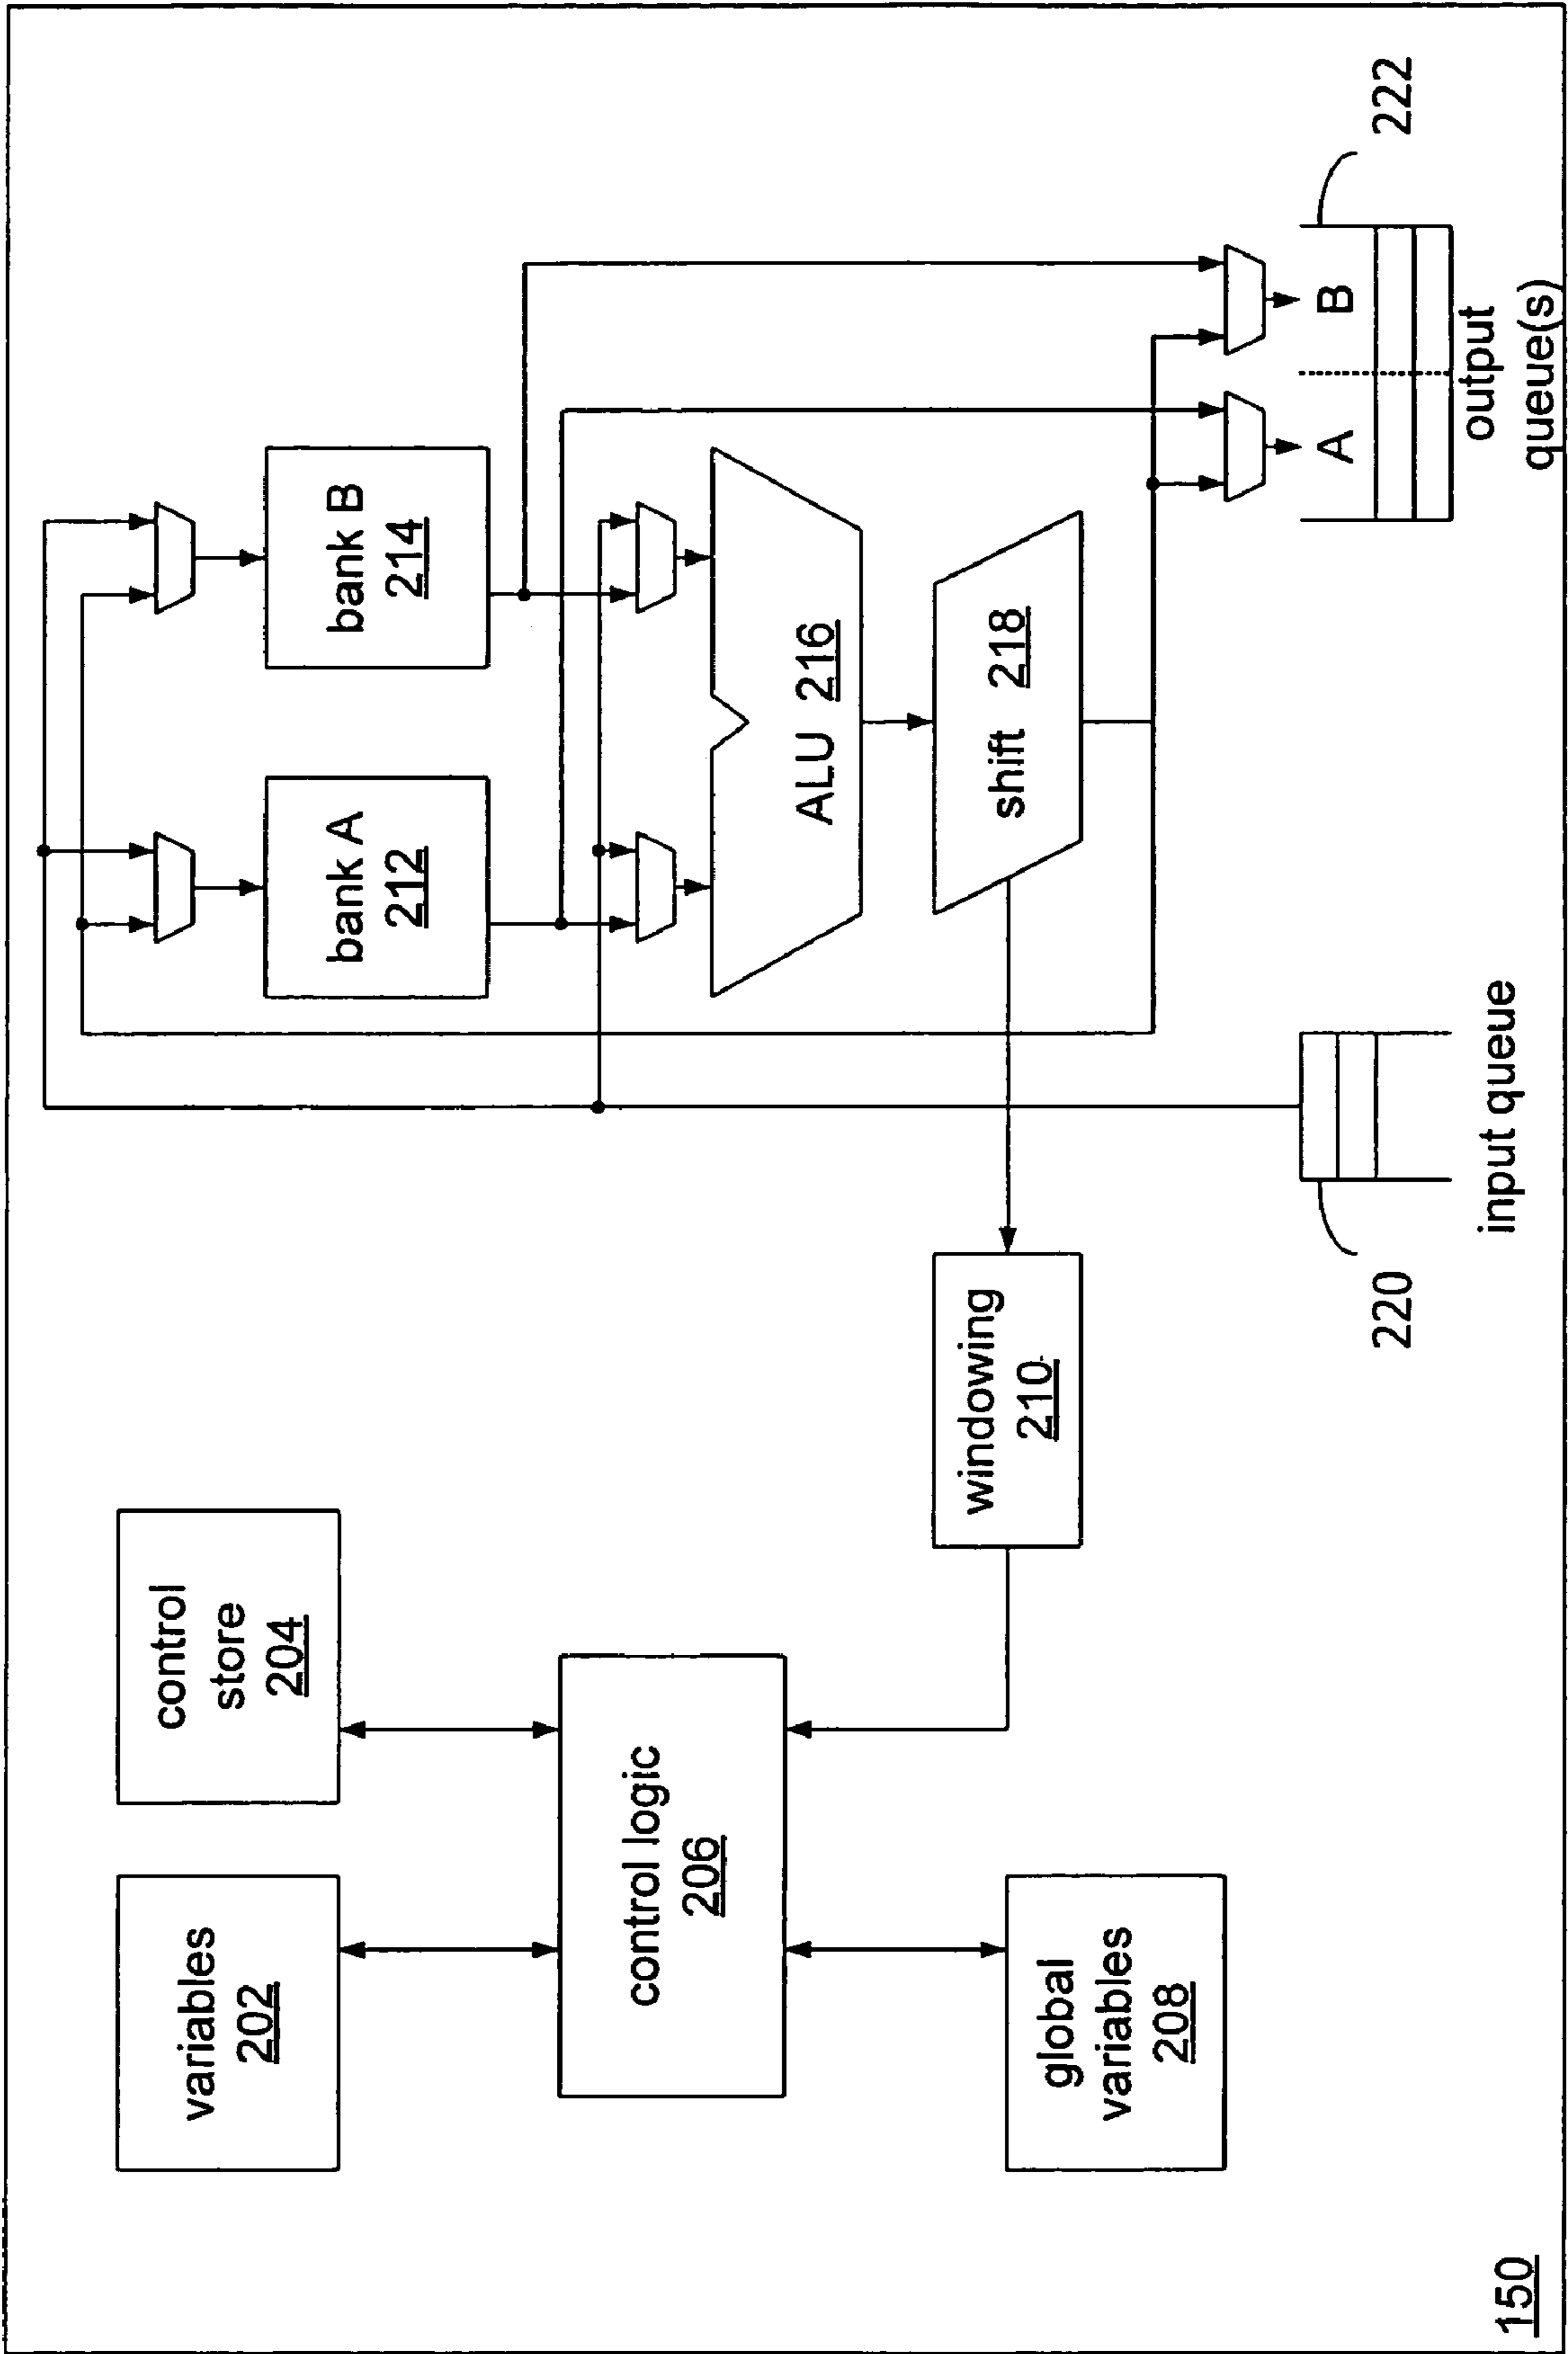 variables
202
control
store
204
control logic
206
global
variables
208
windowing
210
bank A
212
bank B
214
ALU 216
shift 218
220
input queue
A
B
222
output
queue(s)
150